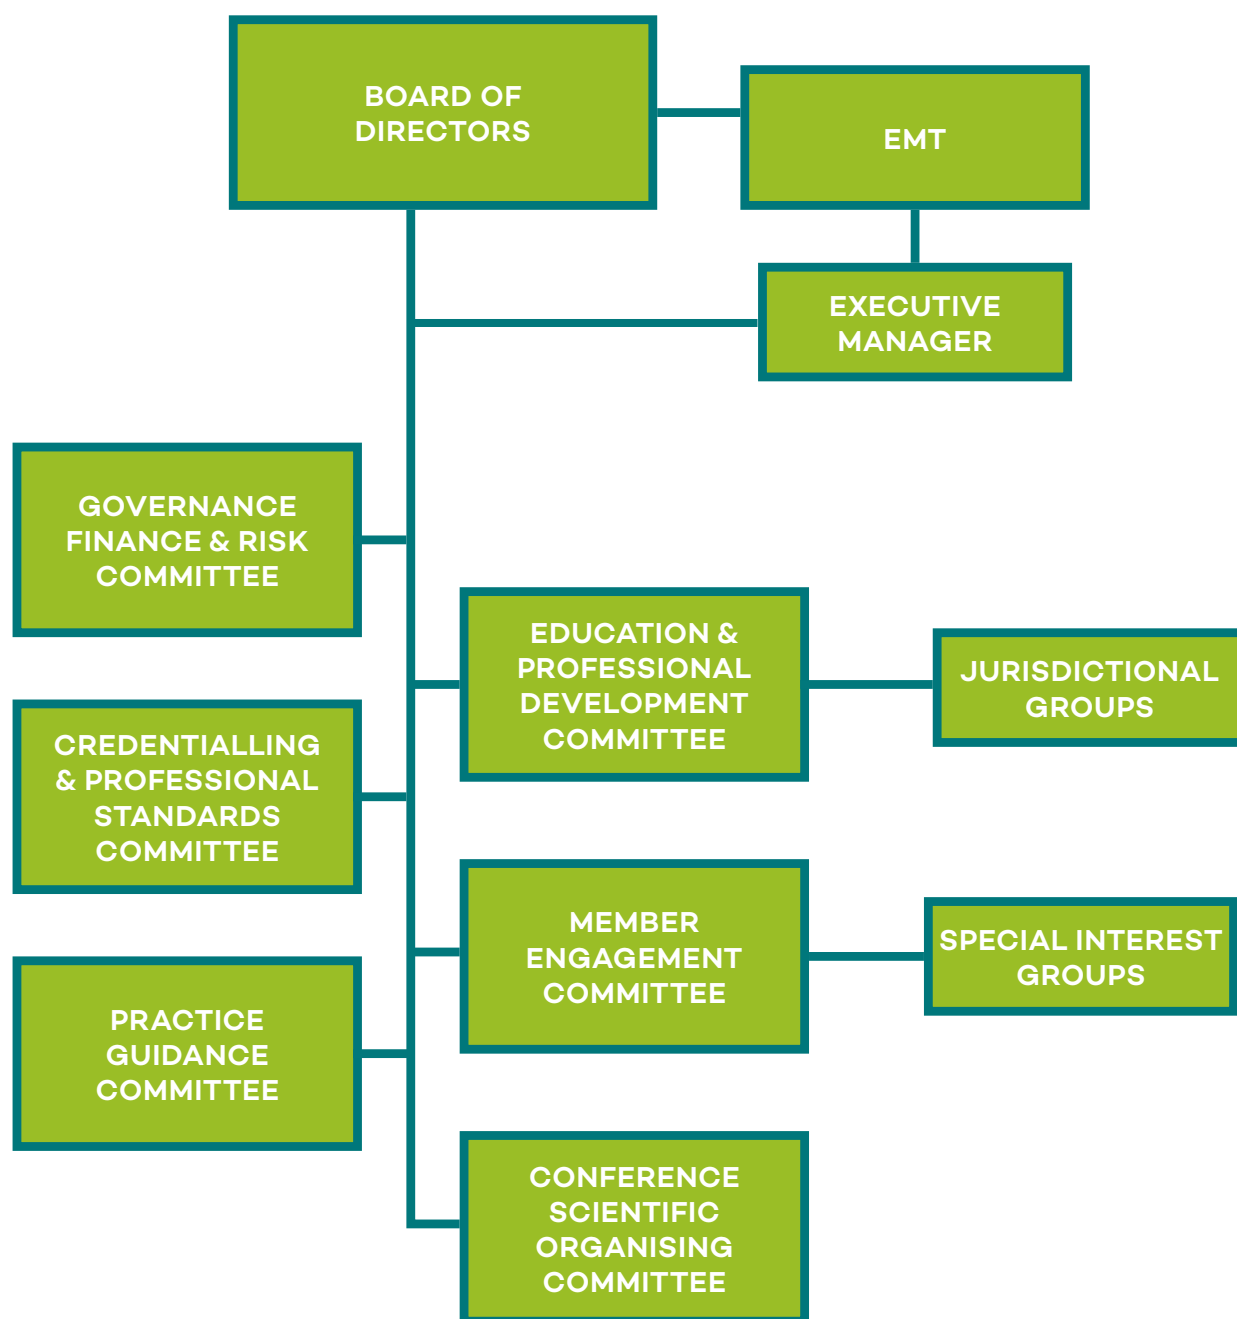 BOARD OF
DIRECTORS
EMT
EXECUTIVE
MANAGER
GOVERNANCE
FINANCE & RISK
COMMITTEE
EDUCATION &
PROFESSIONAL
DEVELOPMENT
COMMITTEE
JURISDICTIONAL
GROUPS
CREDENTIALLING
& PROFESSIONAL
STANDARDS
COMMITTEE
MEMBER
ENGAGEMENT
COMMITTEE
SPECIAL INTEREST
GROUPS
PRACTICE
GUIDANCE
COMMITTEE
CONFERENCE
SCIENTIFIC
ORGANISING
COMMITTEE